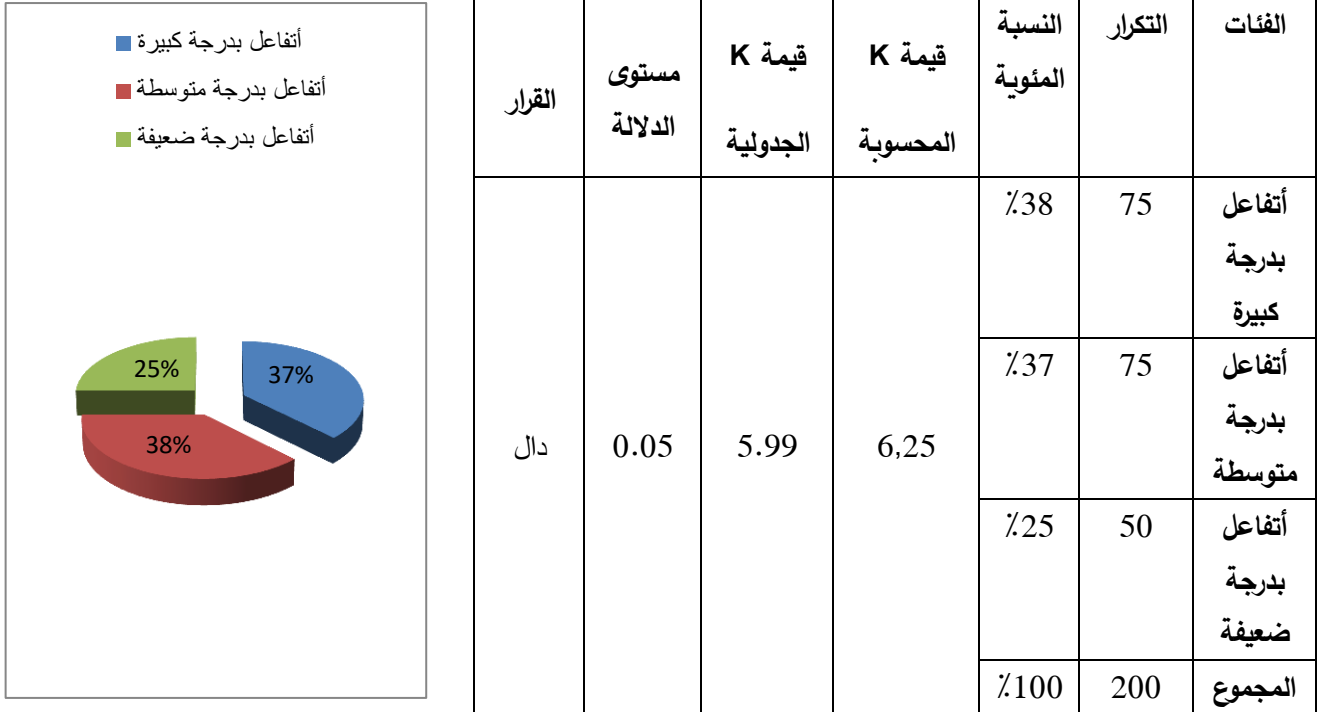 أتفاعل بدرجة كبيرة
أتفاعل بدرجة متوسطة
أتفاعل بدرجة ضعيفة
25%
37%
38%
الفئات
التكرار
النسبة
المئوية
قيمة K
المحسوبة
قيمة K
الجدولية
مستوى
الدلالة
القرار
أتفاعل
بدرجة
كبيرة
75
٪38
6,25
5.99
0.05
دال
أتفاعل
بدرجة
متوسطة
75
٪37
أتفاعل
بدرجة
ضعيفة
50
٪25
المجموع
200
٪100